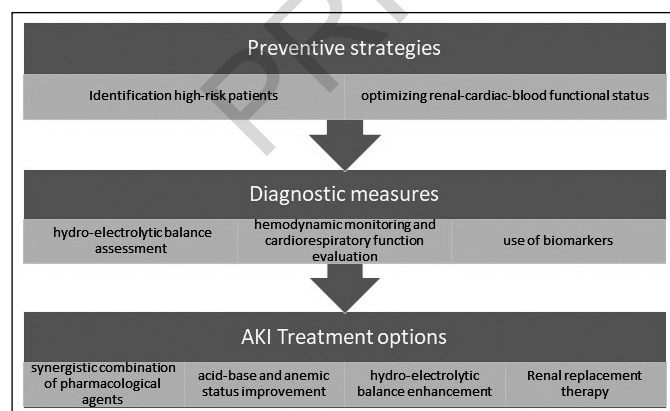 PR
Preventive strategies
Identification high-risk patients
optimizing renal-cardiac-blood functional status
Diagnostic measures
hydro-electrolytic balance
assessment
hemodynamic monitoring and
cardiorespiratory function
evaluation
use of biomarkers
AKI Treatment options
synergistic combination
of pharmacological
agents
acid-base and anemic
status improvement
hydro-electrolytic
balance enhancement
Renal replacement
therapy